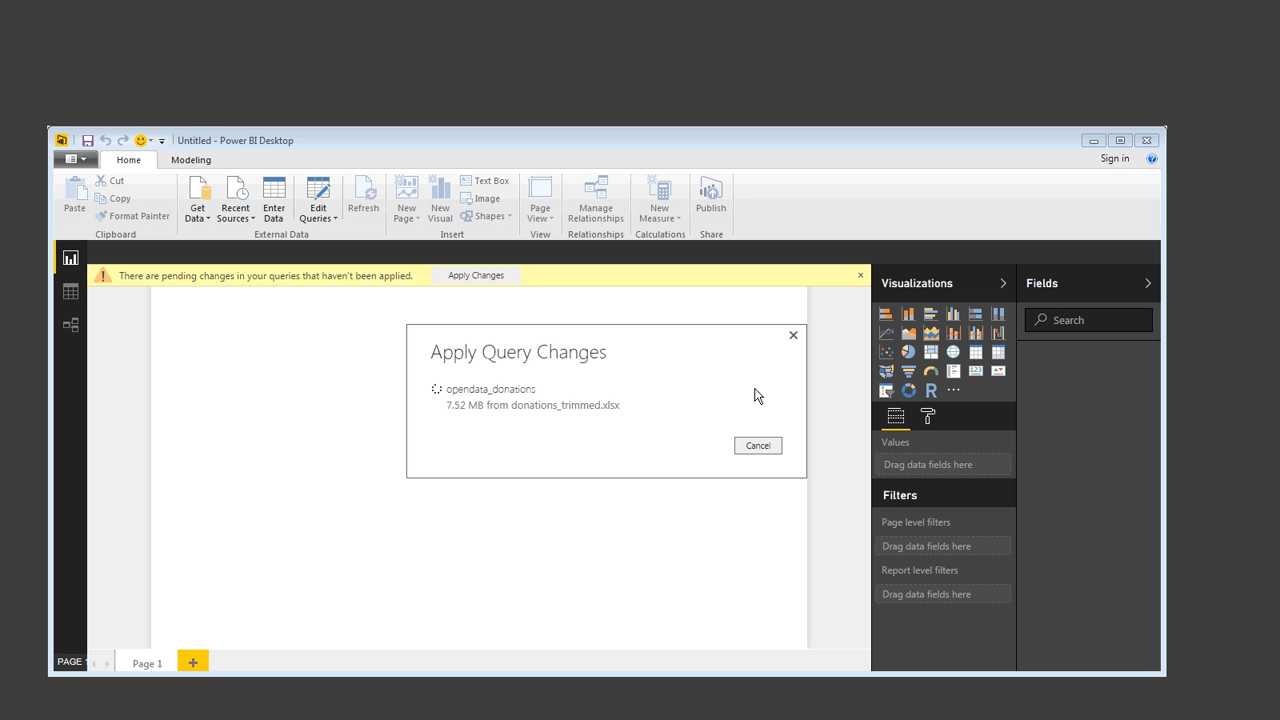 Untitled - Power BI Desktop
Home
Modeling
Sign in
Paste
Cut
Copy
Format Painter
Clipboard
Get Data
Recent Sources
Enter Data
Edit Queries
External Data
Refresh
New Page
New Visual
Text Box
Image
Shapes
Insert
Page View
View
Manage Relationships
Relationships
New Measure
Calculations
Publish
Share
There are pending changes in your queries that haven't been applied.
Apply Changes
Apply Query Changes
opendata_donations
7.52 MB from donations_trimmed.xlsx
Cancel
Visualizations
Values
Drag data fields here
Filters
Page level filters
Drag data fields here
Report level filters
Drag data fields here
Fields
Search
PAGE 1
Page 1